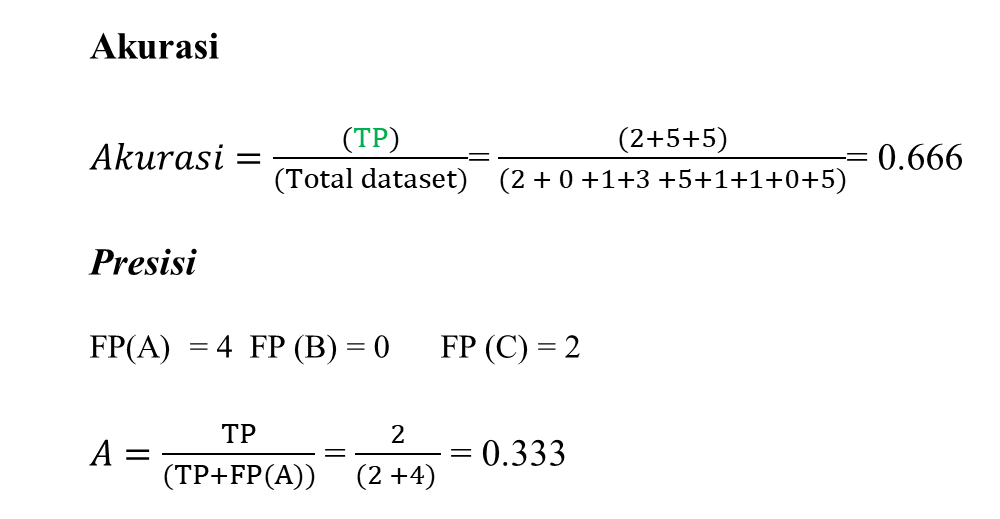 Akurasi
Akurasi = (TP)/(Total dataset) = (2+5+5)/(2 + 0 +1+3 +5+1+1+0+5) = 0.666
Presisi
FP(A) = 4 FP (B) = 0 FP (C) = 2
A = TP/(TP+FP(A)) = 2/(2 +4) = 0.333